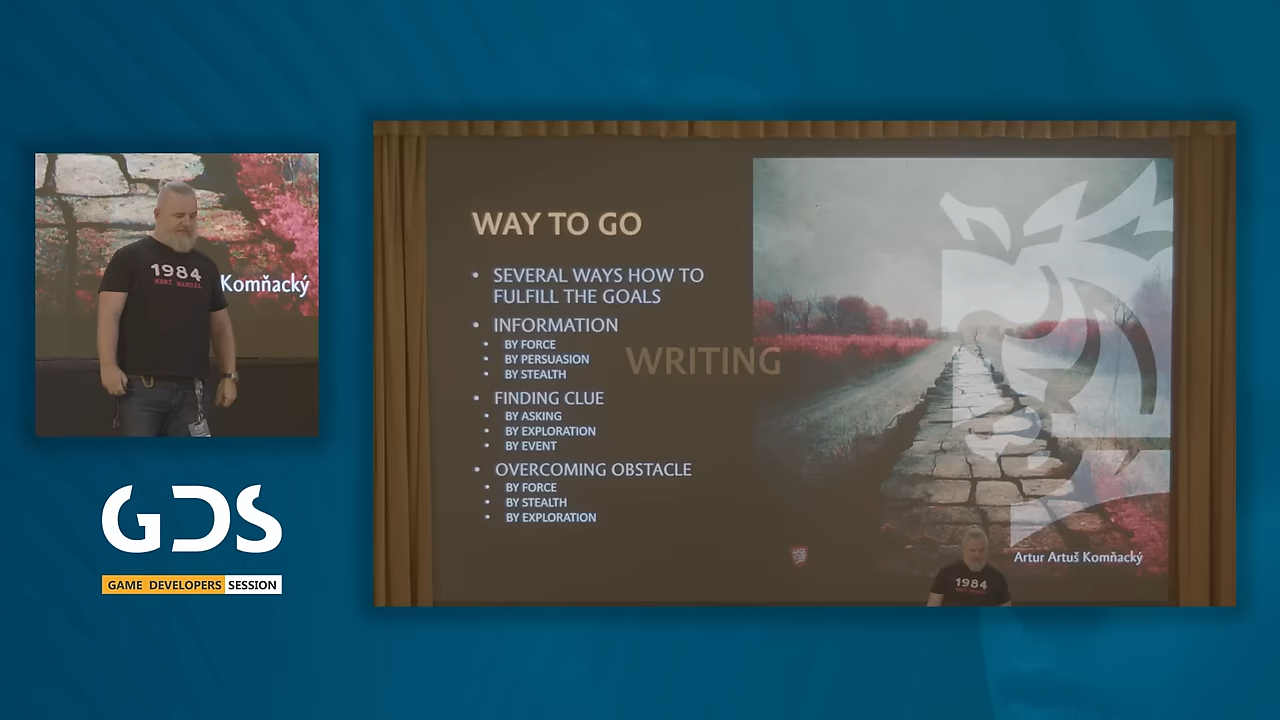 1984
NENÍ MANUÁL
Komňacký
GDS
GAME DEVELOPERS SESSION
WAY TO GO
• SEVERAL WAYS HOW TO
FULFILL THE GOALS
• INFORMATION
• BY FORCE
• BY PERSUASION
• BY STEALTH
WRITING
• FINDING CLUE
• BY ASKING
• BY EXPLORATION
• BY EVENT
• OVERCOMING OBSTACLE
• BY FORCE
• BY STEALTH
• BY EXPLORATION
Artur Artuš Komňacký
1984